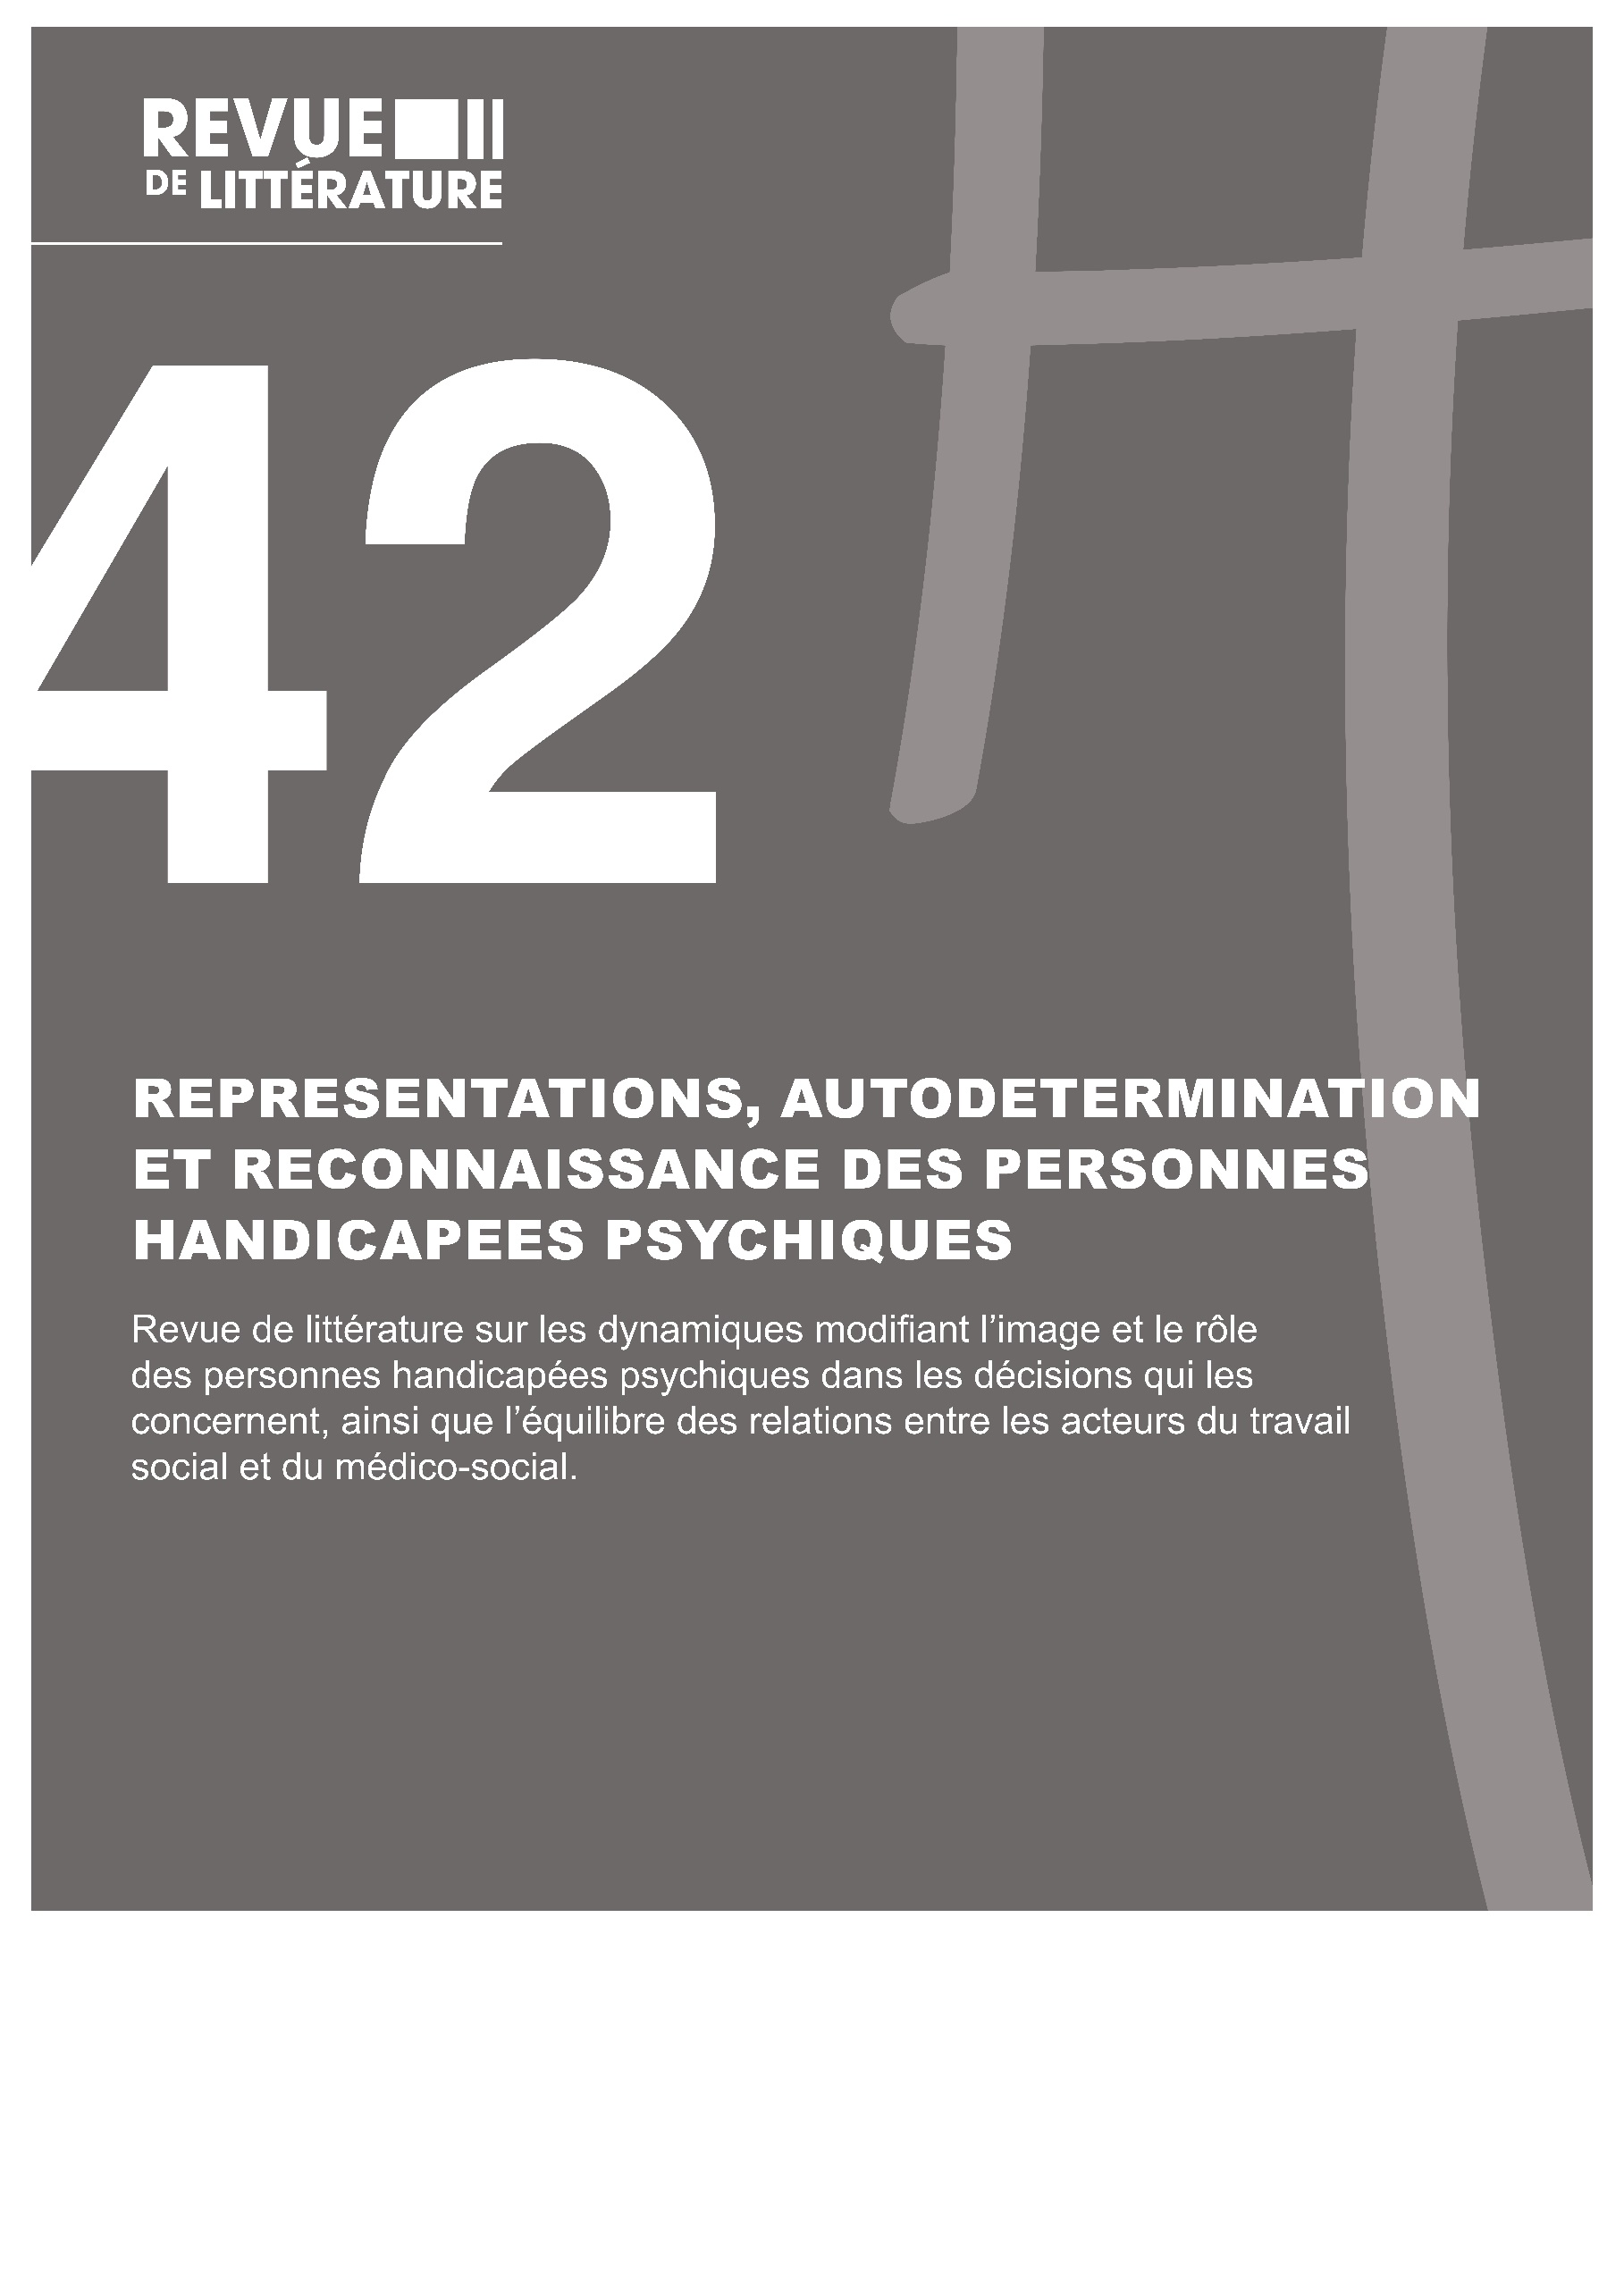 REVUE
DE LITTÉRATURE
42
REPRESENTATIONS, AUTODETERMINATION
ET RECONNAISSANCE DES PERSONNES
HANDICAPEES PSYCHIQUES
Revue de littérature sur les dynamiques modifiant l’image et le rôle
des personnes handicapées psychiques dans les décisions qui les
concernent, ainsi que l’équilibre des relations entre les acteurs du travail
social et du médico-social.